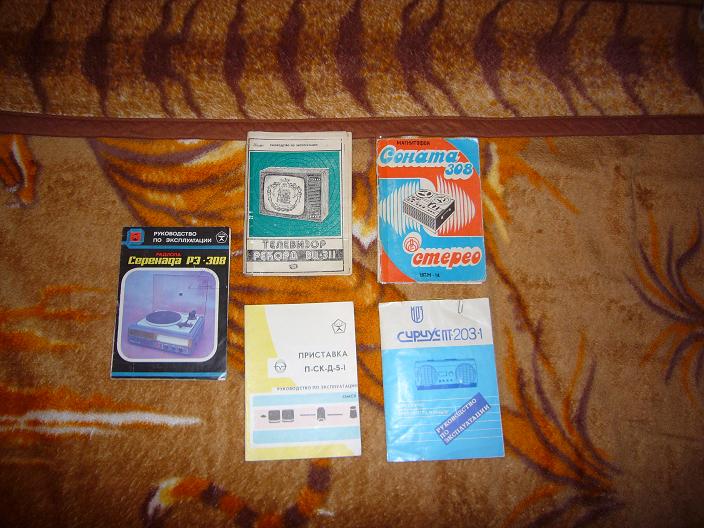 РУКОВОДСТВО ПО ЭКСПЛУАТАЦИИ
ТЕЛЕВИЗОР
РЕКОРД ВЦ-311
МАГНИТОФОН
Соната
308
стерео
РУКОВОДСТВО
ПО ЭКСПЛУАТАЦИИ
РАДИОЛА
Серенада РЭ-308
ПРИСТАВКА
П-СК-Д-5-1
РУКОВОДСТВО ПО ЭКСПЛУАТАЦИИ
ОМСК
сириус ПТ-203-1
РУКОВОДСТВО
ПО
ЭКСПЛУАТАЦИИ